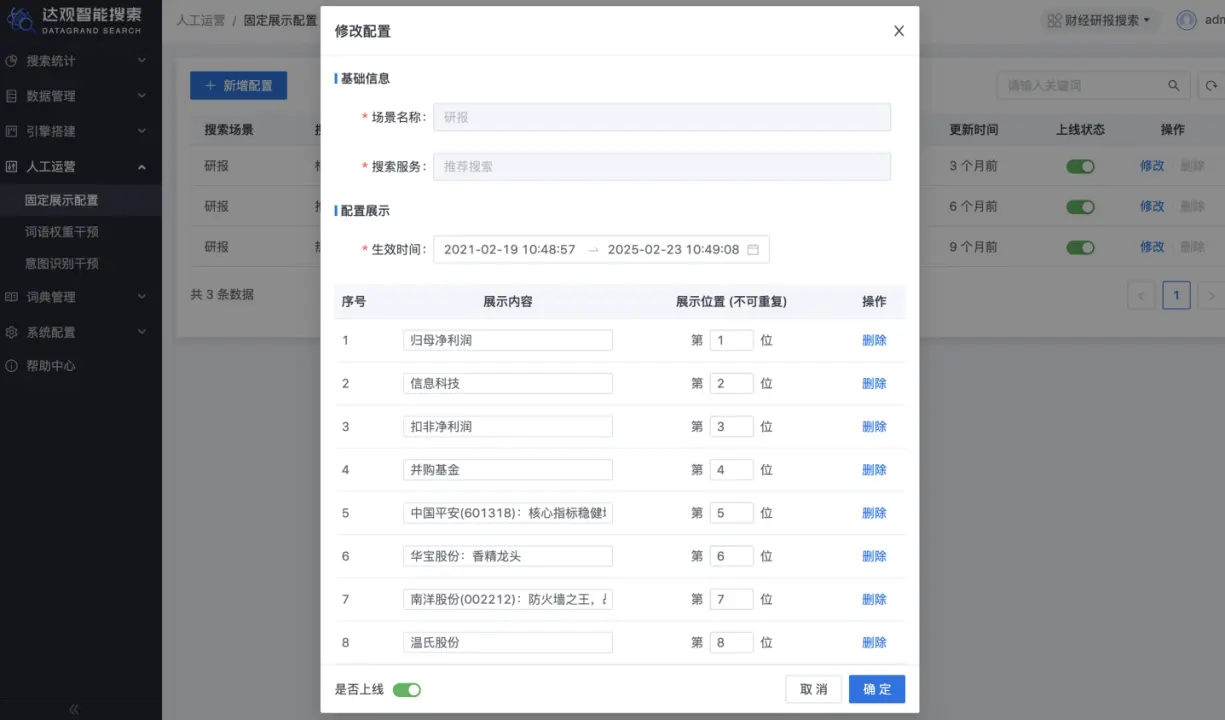 达观智能搜索
DATAGRAND SEARCH
搜索统计
数据管理
引擎搭建
人工运营
固定展示配置
词语权重干预
意图识别干预
词典管理
系统配置
帮助中心
人工运营 / 固定展示配置
财经研报搜索
+ 新增配置
请输入关键词
搜索场景
更新时间 上线状态 操作
研报 3 个月前 修改 删除
研报 6 个月前 修改 删除
研报 9 个月前 修改 删除
共 3 条数据
< 1 >
修改配置
基础信息
* 场景名称: 研报
* 搜索服务: 推荐搜索
配置展示
* 生效时间: 2021-02-19 10:48:57 → 2025-02-23 10:49:08
序号 展示内容 展示位置 (不可重复) 操作
1 归母净利润 第 1 位 删除
2 信息科技 第 2 位 删除
3 扣非净利润 第 3 位 删除
4 并购基金 第 4 位 删除
5 中国平安(601318)：核心指标稳健 第 5 位 删除
6 华宝股份：香精龙头 第 6 位 删除
7 南洋股份(002212)：防火墙之王， 第 7 位 删除
8 温氏股份 第 8 位 删除
是否上线
取 消 确 定